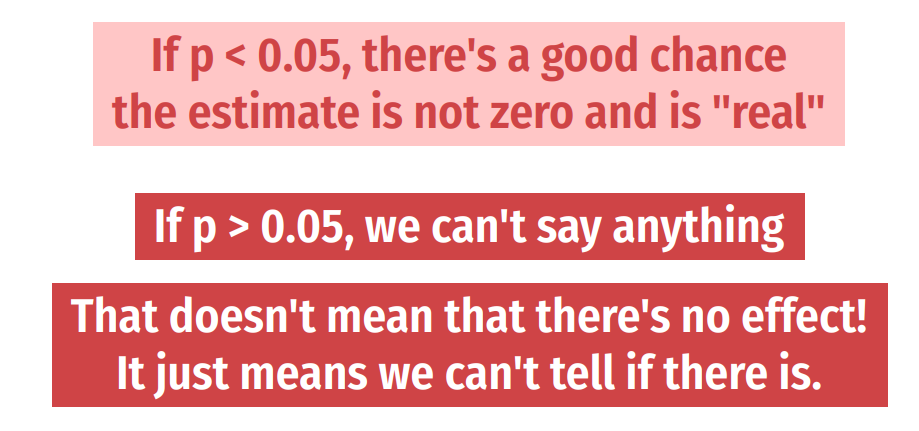 If p < 0.05, there's a good chance
the estimate is not zero and is "real"
If p > 0.05, we can't say anything
That doesn't mean that there's no effect!
It just means we can't tell if there is.